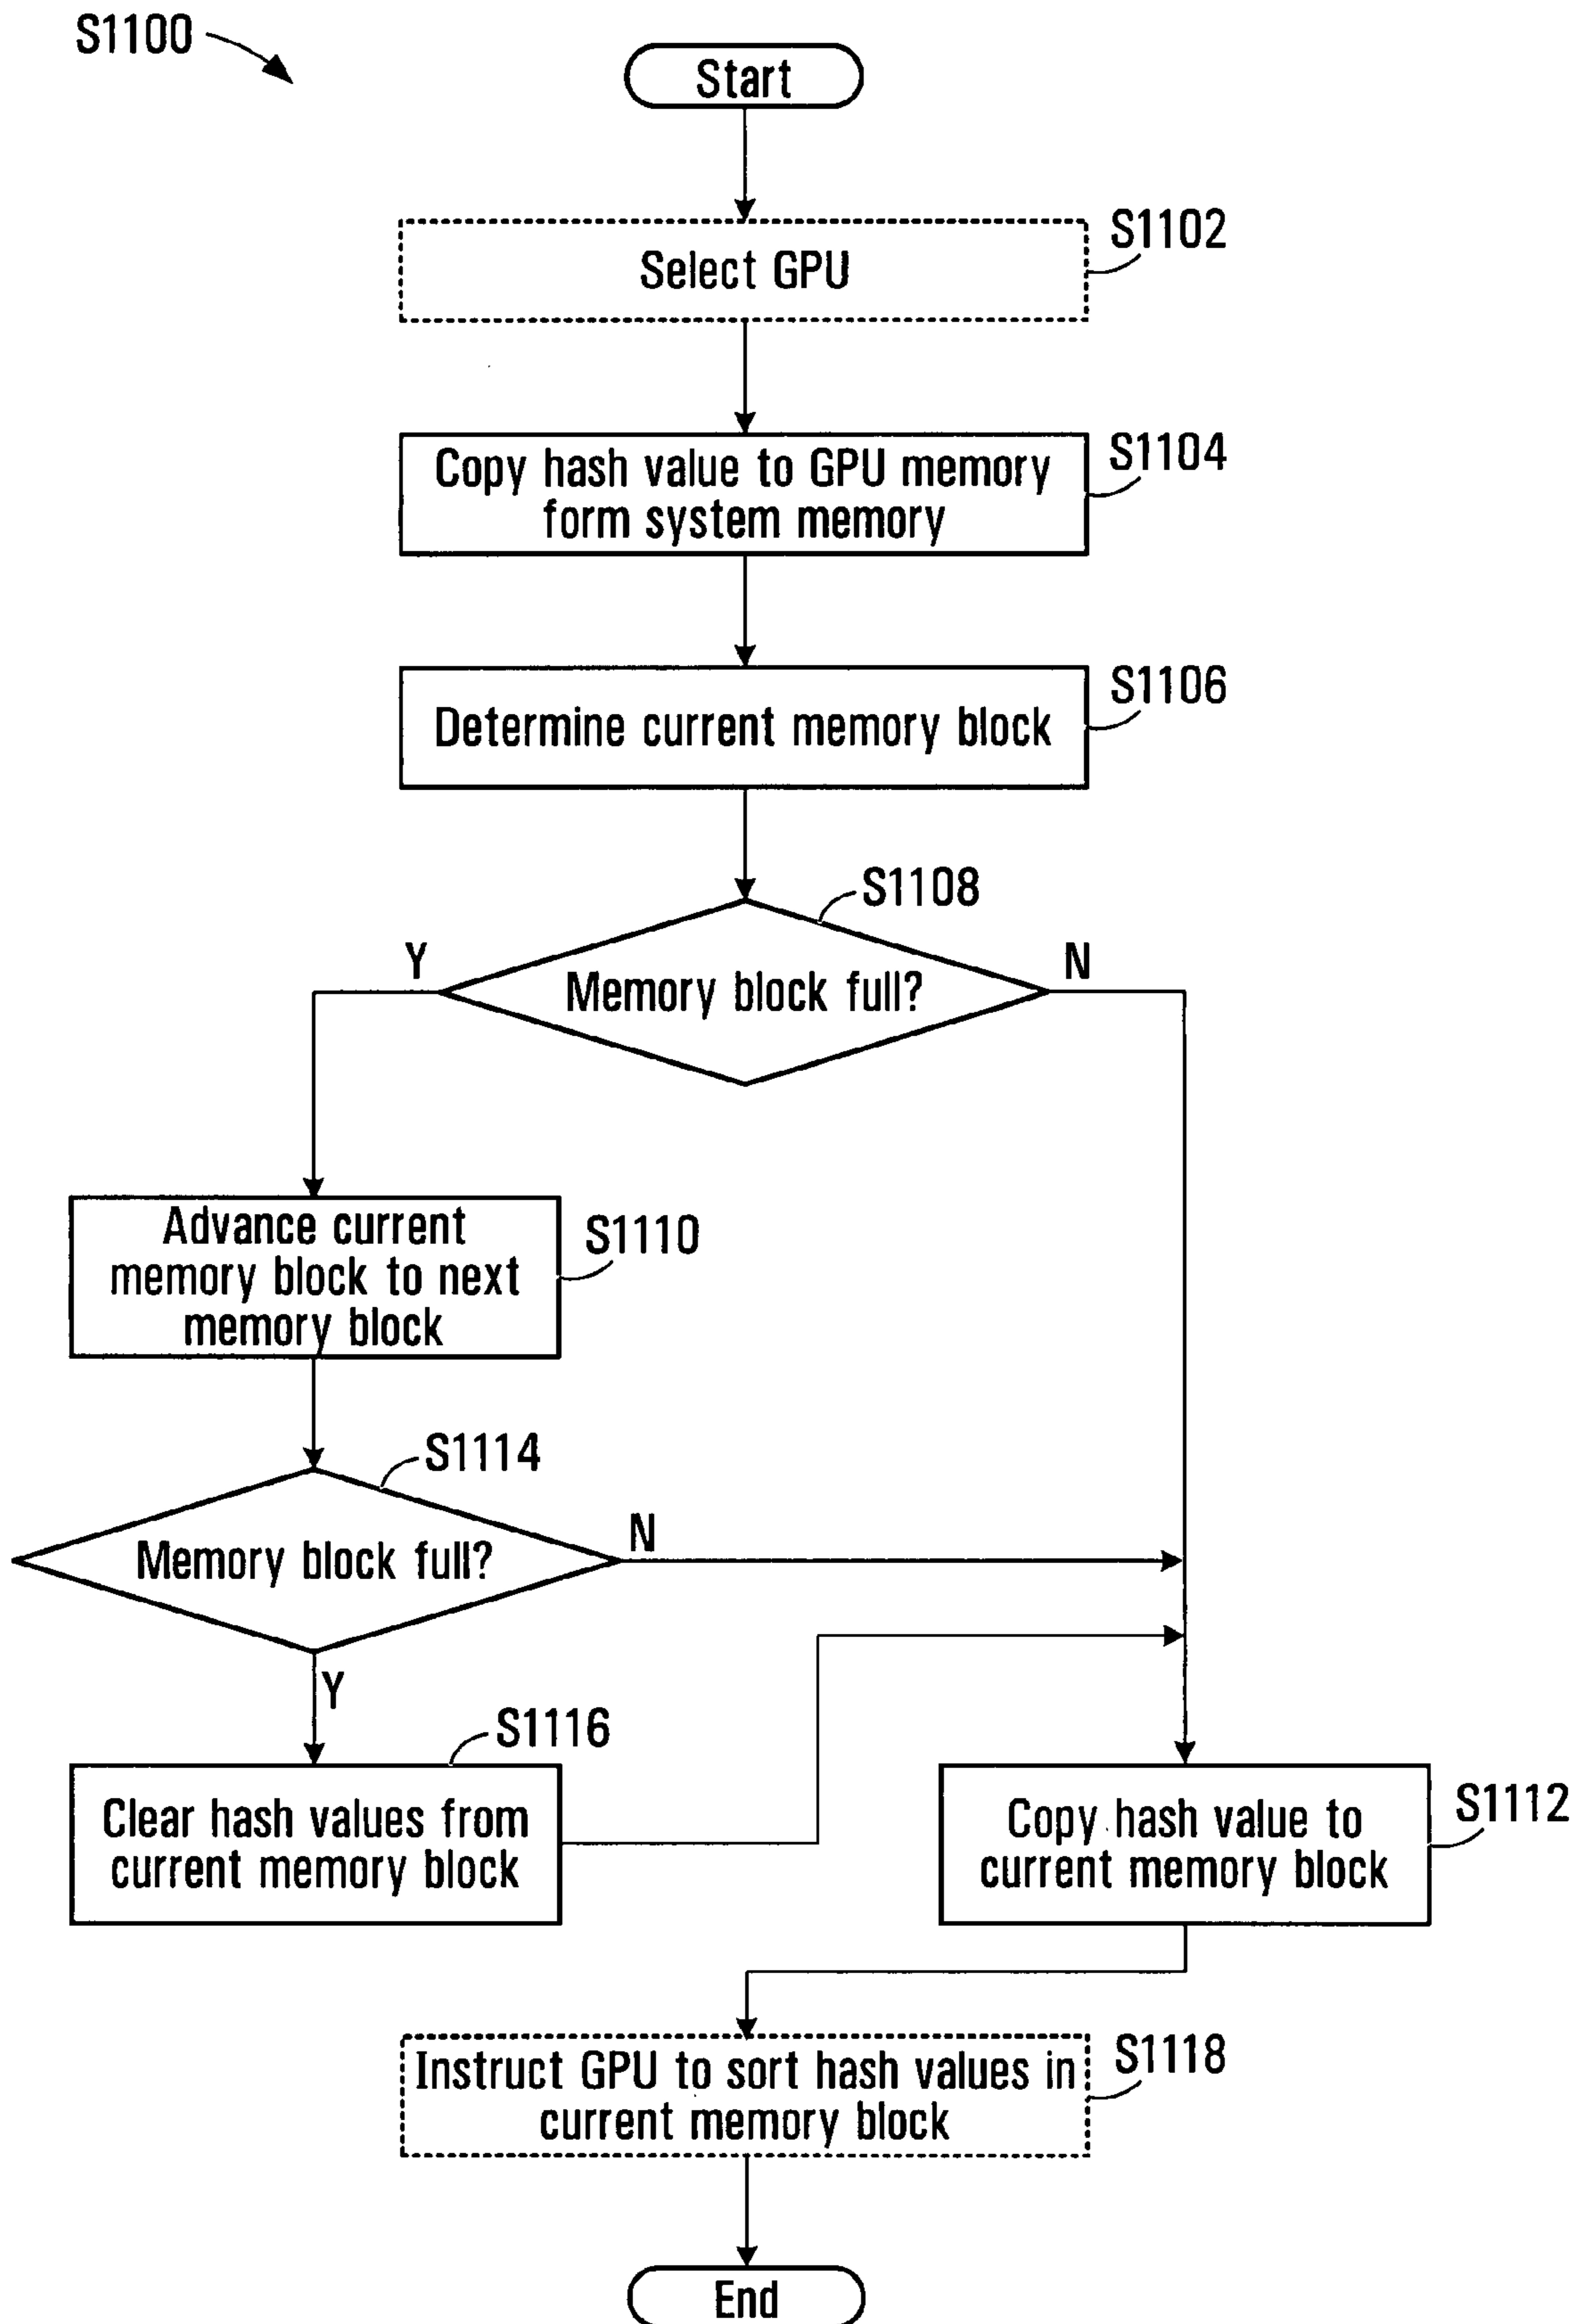 S1100
Start
S1102
Select GPU
S1104
Copy hash value to GPU memory
form system memory
S1106
Determine current memory block
S1108
Y
N
Memory block full?
Advance current
memory block to next
memory block
S1110
S1114
Memory block full?
N
Y
S1116
Clear hash values from
current memory block
S1112
Copy hash value to
current memory block
S1118
Instruct GPU to sort hash values in
current memory block
End